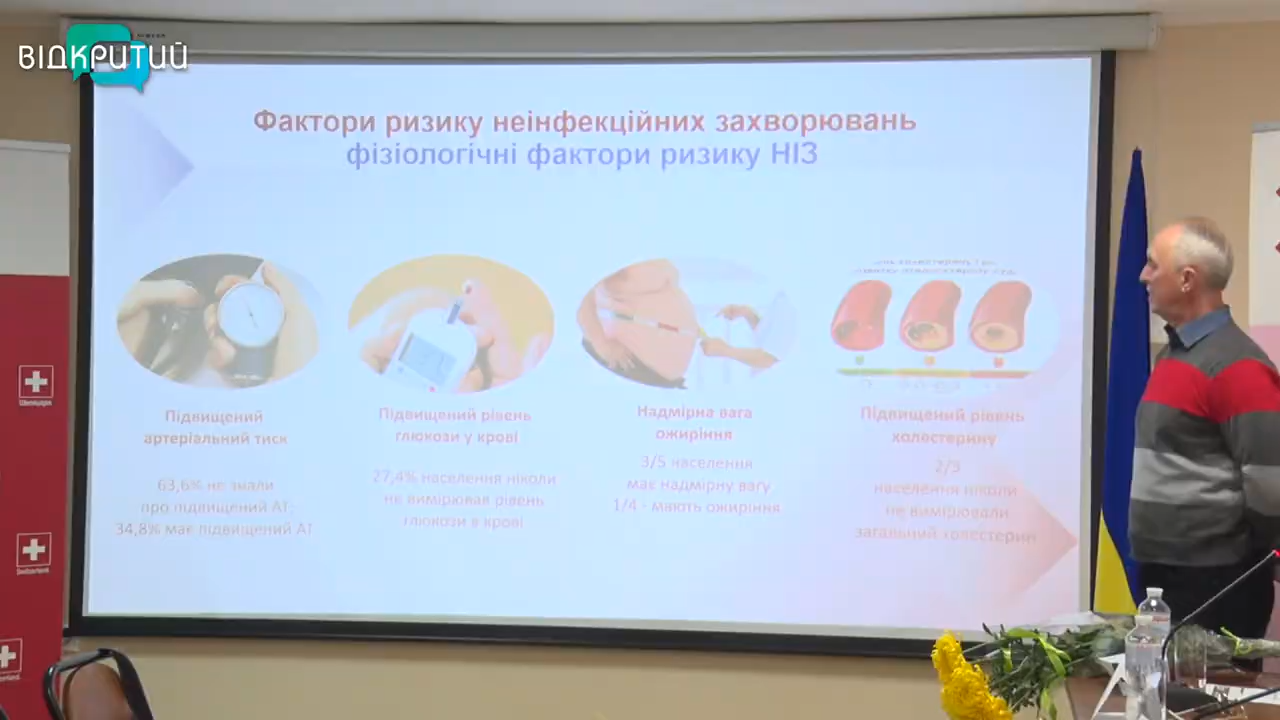 ВІДКРИТИЙ
Фактори ризику неінфекційних захворювань
фізіологічні фактори ризику НІЗ
Підвищений
артеріальний тиск
63,6% не знали
про підвищений АТ;
34,8% має підвищений АТ
Підвищений рівень
глюкози у крові
27,4% населення ніколи
не вимірював рівень
глюкози в крові
Надмірна вага
ожиріння
3/5 населення
має надмірну вагу
1/4 - мають ожиріння
Підвищений рівень
холестерину
2/5
населення ніколи
не вимірювали
загальний холестерин
Швейцарія
Switzerland